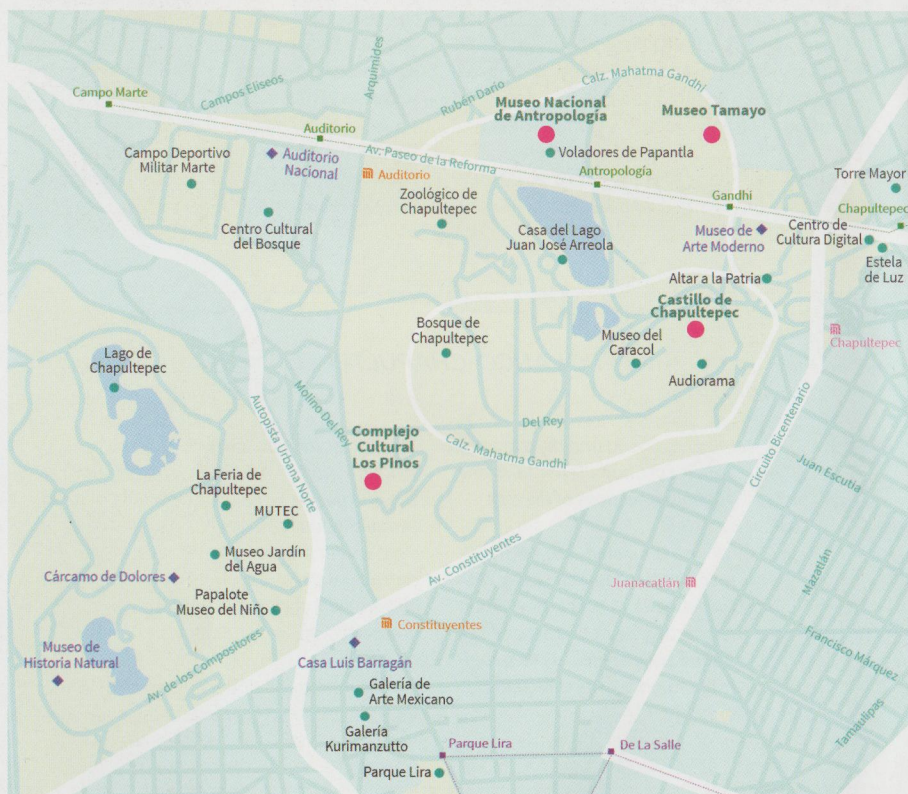 Campo Marte
Campos Elíseos
Arquímides
Rubén Darío
Calz. Mahatma Gandhi
Museo Nacional
de Antropología
Museo Tamayo
Auditorio
Av. Paseo de la Reforma
Voladores de Papantla
Campo Deportivo
Militar Marte
Auditorio
Nacional
Auditorio
Antropología
Torre Mayor
Zoológico de
Chapultepec
Gandhi
Chapultepec
Centro Cultural
del Bosque
Casa del Lago
Juan José Arreola
Museo de
Arte Moderno
Centro de
Cultura Digital
Estela
de Luz
Altar a la Patria
Castillo de
Chapultepec
Bosque de
Chapultepec
Museo del
Caracol
Chapultepec
Lago de
Chapultepec
Audiorama
Molino Del Rey
Autopista Urbana Norte
Complejo
Cultural
Los PInos
Del Rey
Calz. Mahatma Gandhi
Circuito Bicentenario
Juan Escutia
La Feria de
Chapultepec
MUTEC
Museo Jardín
del Agua
Av. Constituyentes
Cárcamo de Dolores
Juanacatlán
Mazatlán
Papalote
Museo del Niño
Constituyentes
Museo de
Historia Natural
Av. de los Compositores
Casa Luis Barragán
Francisco Márquez
Galería de
Arte Mexicano
Galería
Kurimanzutto
Tamaulipas
Parque Lira
De La Salle
Parque Lira